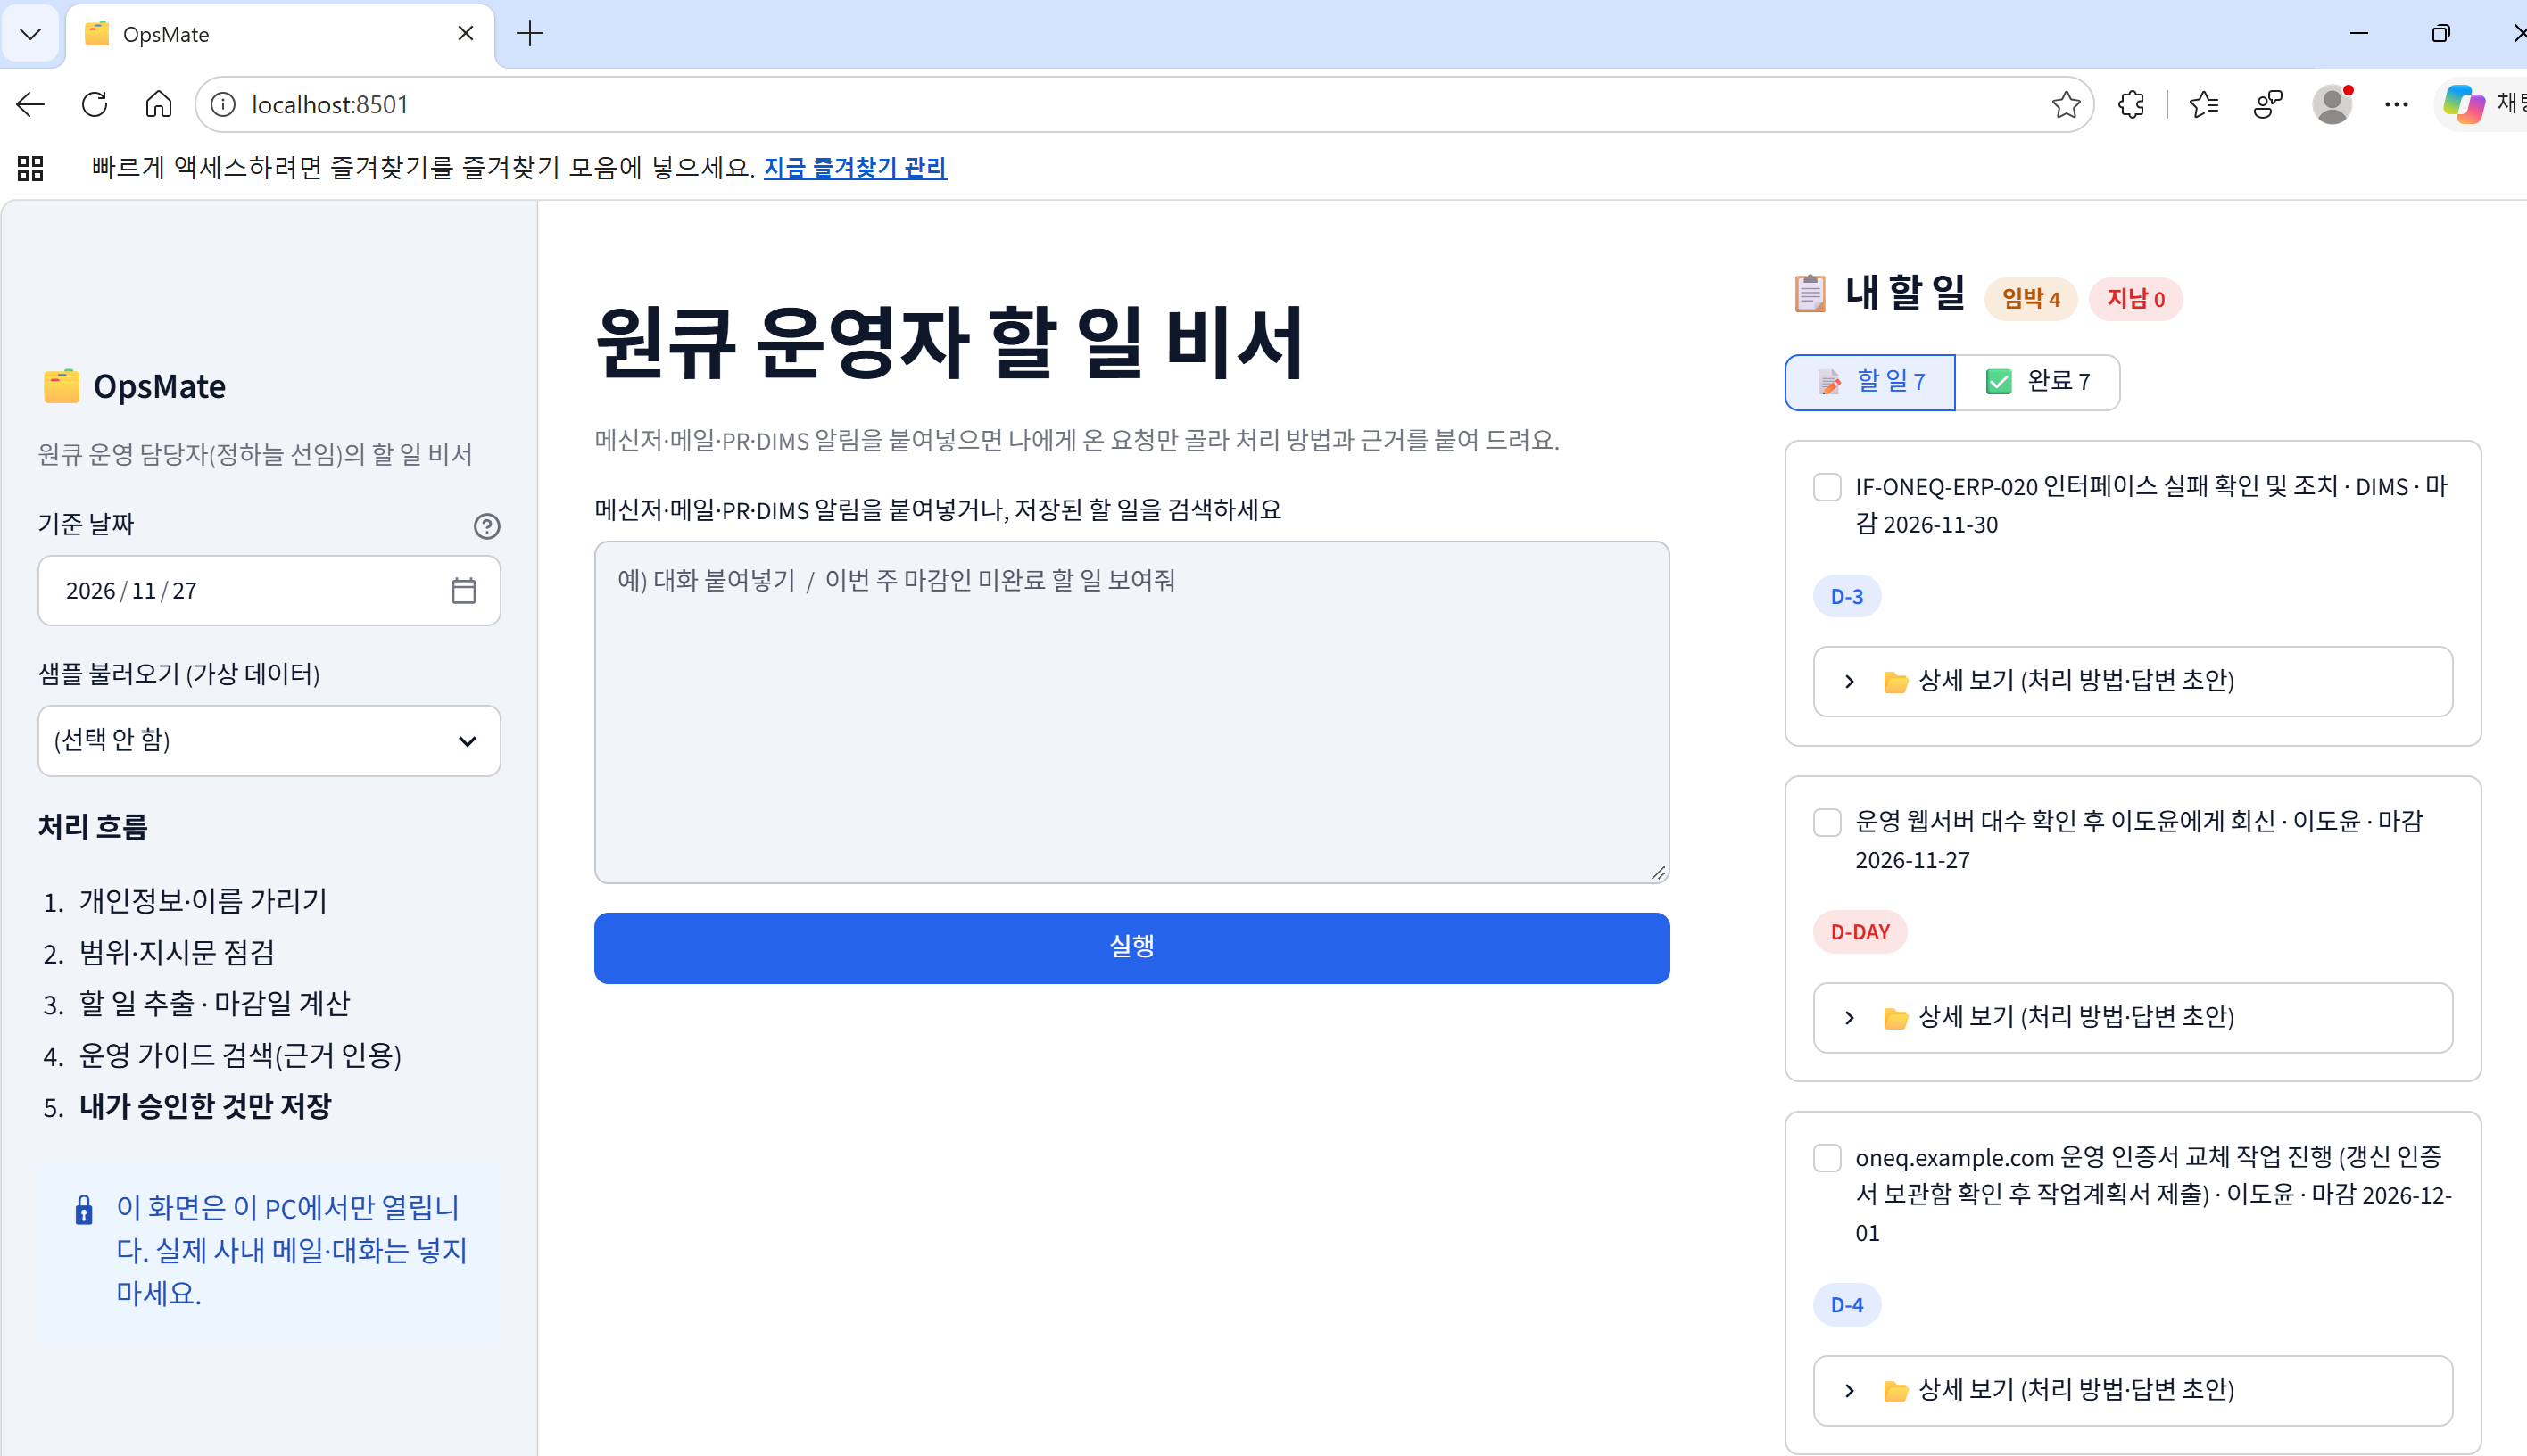 OpsMate
localhost:8501
빠르게 액세스하려면 즐겨찾기를 즐겨찾기 모음에 넣으세요. 지금 즐겨찾기 관리
OpsMate
원큐 운영 담당자(정하늘 선임)의 할 일 비서
기준 날짜
2026/11/27
샘플 불러오기 (가상 데이터)
(선택 안 함)
처리 흐름
1. 개인정보·이름 가리기
2. 범위·지시문 점검
3. 할 일 추출 · 마감일 계산
4. 운영 가이드 검색(근거 인용)
5. 내가 승인한 것만 저장
이 화면은 이 PC에서만 열립니
다. 실제 사내 메일·대화는 넣지
마세요.
원큐 운영자 할 일 비서
메신저·메일·PR·DIMS 알림을 붙여넣으면 나에게 온 요청만 골라 처리 방법과 근거를 붙여 드려요.
메신저·메일·PR·DIMS 알림을 붙여넣거나, 저장된 할 일을 검색하세요
예) 대화 붙여넣기 / 이번 주 마감인 미완료 할 일 보여줘
실행
내 할 일 임박 4 지남 0
할 일 7 완료 7
IF-ONEQ-ERP-020 인터페이스 실패 확인 및 조치 · DIMS · 마
감 2026-11-30
D-3
상세 보기 (처리 방법·답변 초안)
운영 웹서버 대수 확인 후 이도윤에게 회신 · 이도윤 · 마감
2026-11-27
D-DAY
상세 보기 (처리 방법·답변 초안)
oneq.example.com 운영 인증서 교체 작업 진행 (갱신 인증
서 보관함 확인 후 작업계획서 제출) · 이도윤 · 마감 2026-12-
01
D-4
상세 보기 (처리 방법·답변 초안)